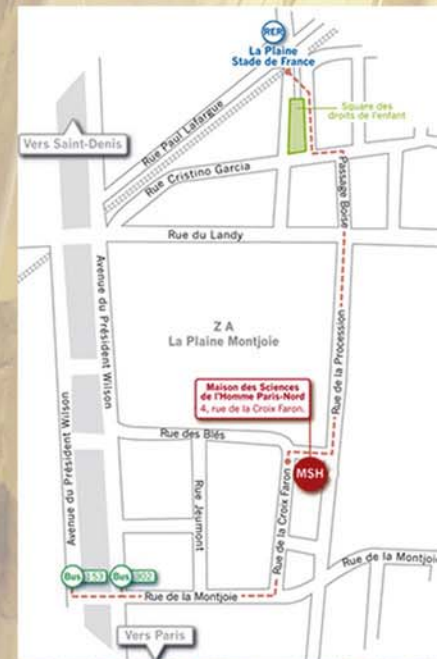 RER
La Plaine
Stade de France
Square des
droits de l'enfant
Vers Saint-Denis
Rue Paul Lafargue
Rue Cristino Garcia
Passage Boise
Rue du Landy
Avenue du Président Wilson
Z A
La Plaine Montjoie
Rue de la Procession
Maison des Sciences
de l'Homme Paris-Nord
4, rue de la Croix Faron.
Rue des Blés
MSH
Avenue du Président Wilson
Rue Jeumont
Rue de la Croix Faron
Rue de la Montjoie
Bus 153
Bus 302
Rue de la Montjoie
Vers Paris